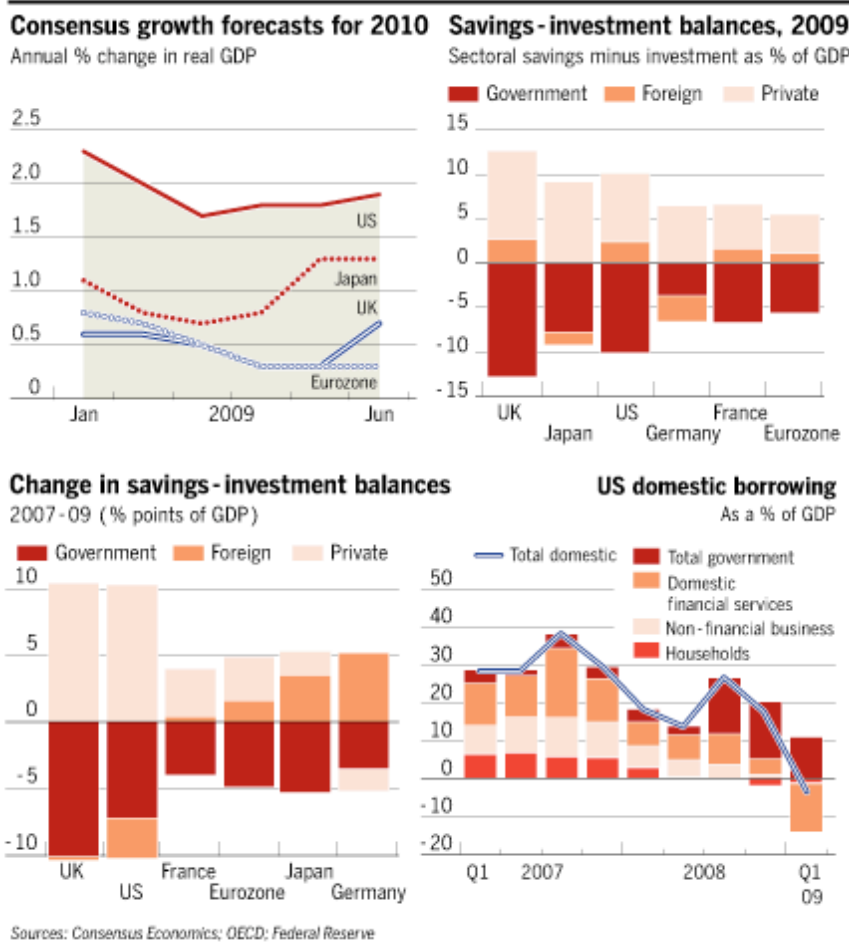 Consensus growth forecasts for 2010
Annual % change in real GDP
2.5
2.0
1.5
1.0
0.5
0
US
Japan
UK
Eurozone
Jan
2009
Jun
Savings-investment balances, 2009
Sectoral savings minus investment as % of GDP
Government Foreign Private
15
10
5
0
-5
-10
-15
UK US France
Japan Germany Eurozone
Change in savings-investment balances
2007-09 (% points of GDP)
Government Foreign Private
10
5
0
-5
-10
UK France Japan
US Eurozone Germany
US domestic borrowing
As a % of GDP
Total domestic
Total government
Domestic
financial services
Non-financial business
Households
50
40
30
20
10
0
-10
-20
Q1 2007 2008 Q1
09
Sources: Consensus Economics; OECD; Federal Reserve